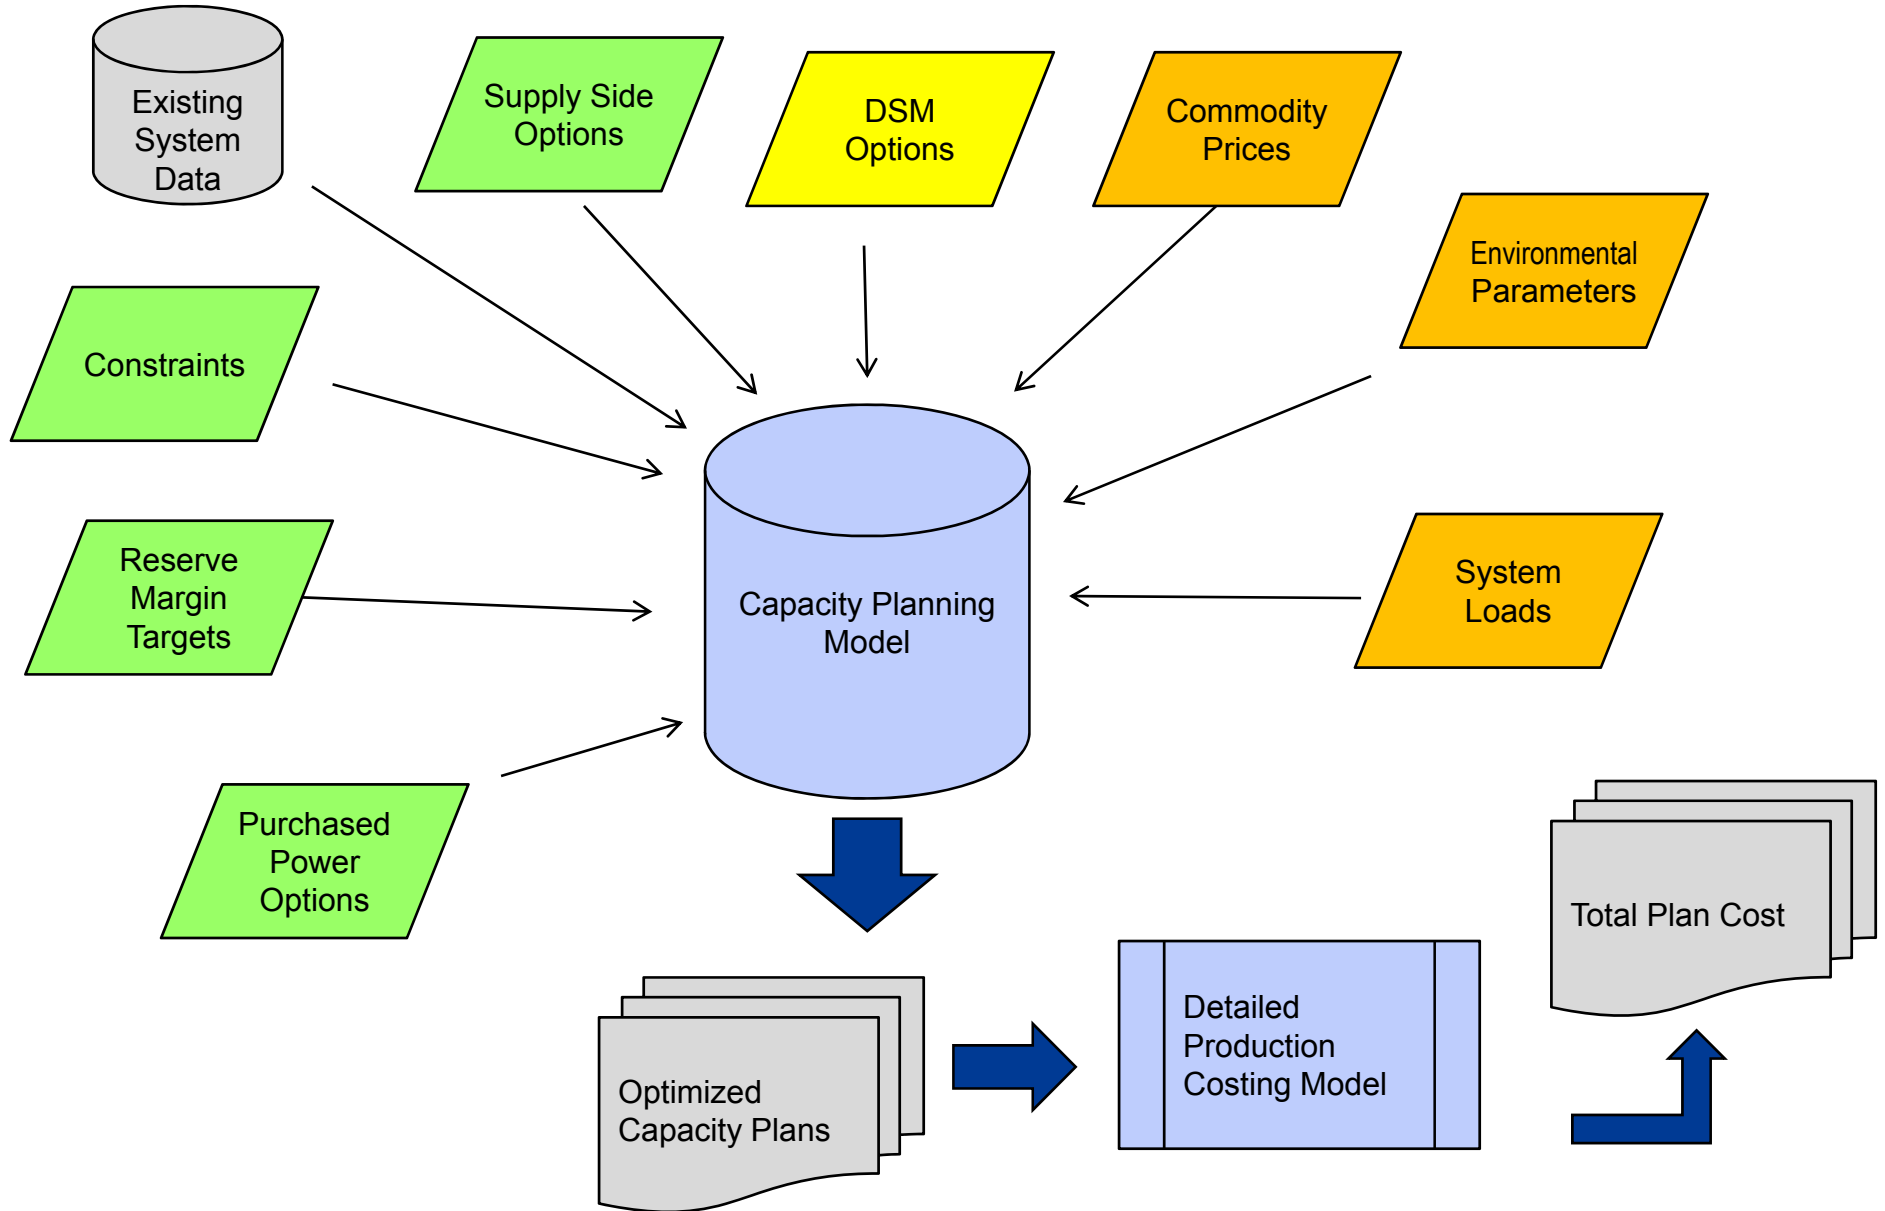 Existing
System
Data
Supply Side
Options
DSM
Options
Commodity
Prices
Environmental
Parameters
Constraints
Reserve
Margin
Targets
Capacity Planning
Model
System
Loads
Purchased
Power
Options
Total Plan Cost
Optimized
Capacity Plans
Detailed
Production
Costing Model